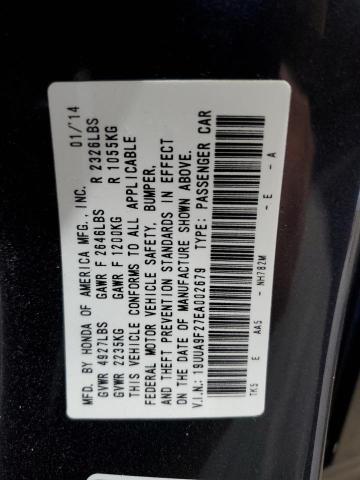 MFD. BY HONDA OF AMERICA MFG., INC. 01/'14
GVWR 4927LBS GAWR F 2646LBS R 2326LBS
GVWR 2235KG GAWR F 1200KG R 1055KG
THIS VEHICLE CONFORMS TO ALL APPLICABLE
FEDERAL MOTOR VEHICLE SAFETY, BUMPER,
AND THEFT PREVENTION STANDARDS IN EFFECT
ON THE DATE OF MANUFACTURE SHOWN ABOVE.
V.I.N.: 19UUA9F27EA002679 TYPE: PASSENGER CAR
TK5 E AA5 - NH782M - E - A